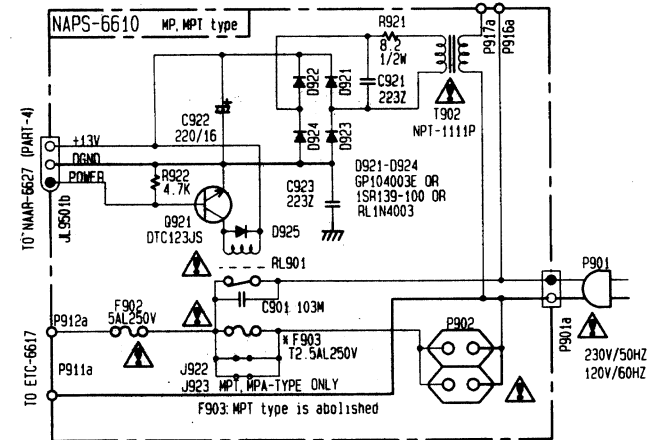 NAPS-6610 MP, MPT type
P917a
P916a
R921
8.2
1/2W
C921
223Z
T902
NPT-1111P
D922
D921
D924
D923
C922
220/16
TO NAAR-6627 (PART-4)
JL9501b
+13V
DGND
POWER
R922
4.7K
Q921
DTC123JS
C923
223Z
D921-D924
GP104003E OR
1SR139-100 OR
RL1N4003
D925
RL901
C901 103M
P901
P901a
230V/50HZ
120V/60HZ
F902
5AL250V
P912a
P911a
TO ETC-6617
* F903
T2.5AL250V
P902
J922
J923 MPT, MPA-TYPE ONLY
F903: MPT type is abolished